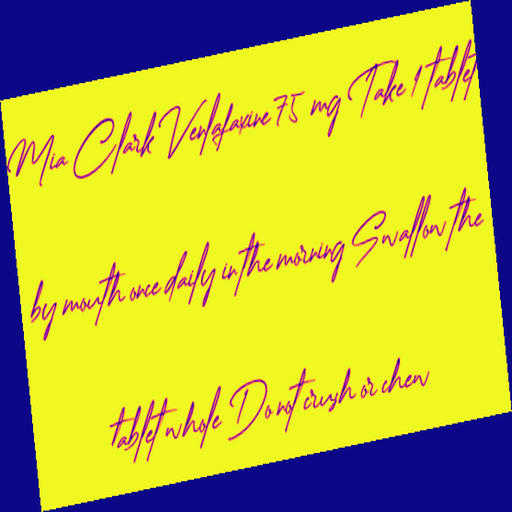 Mia Clark Venlafaxine 75 mg Take 1 tablet
by mouth once daily in the morning Swallow the
tablet whole Do not crush or chew